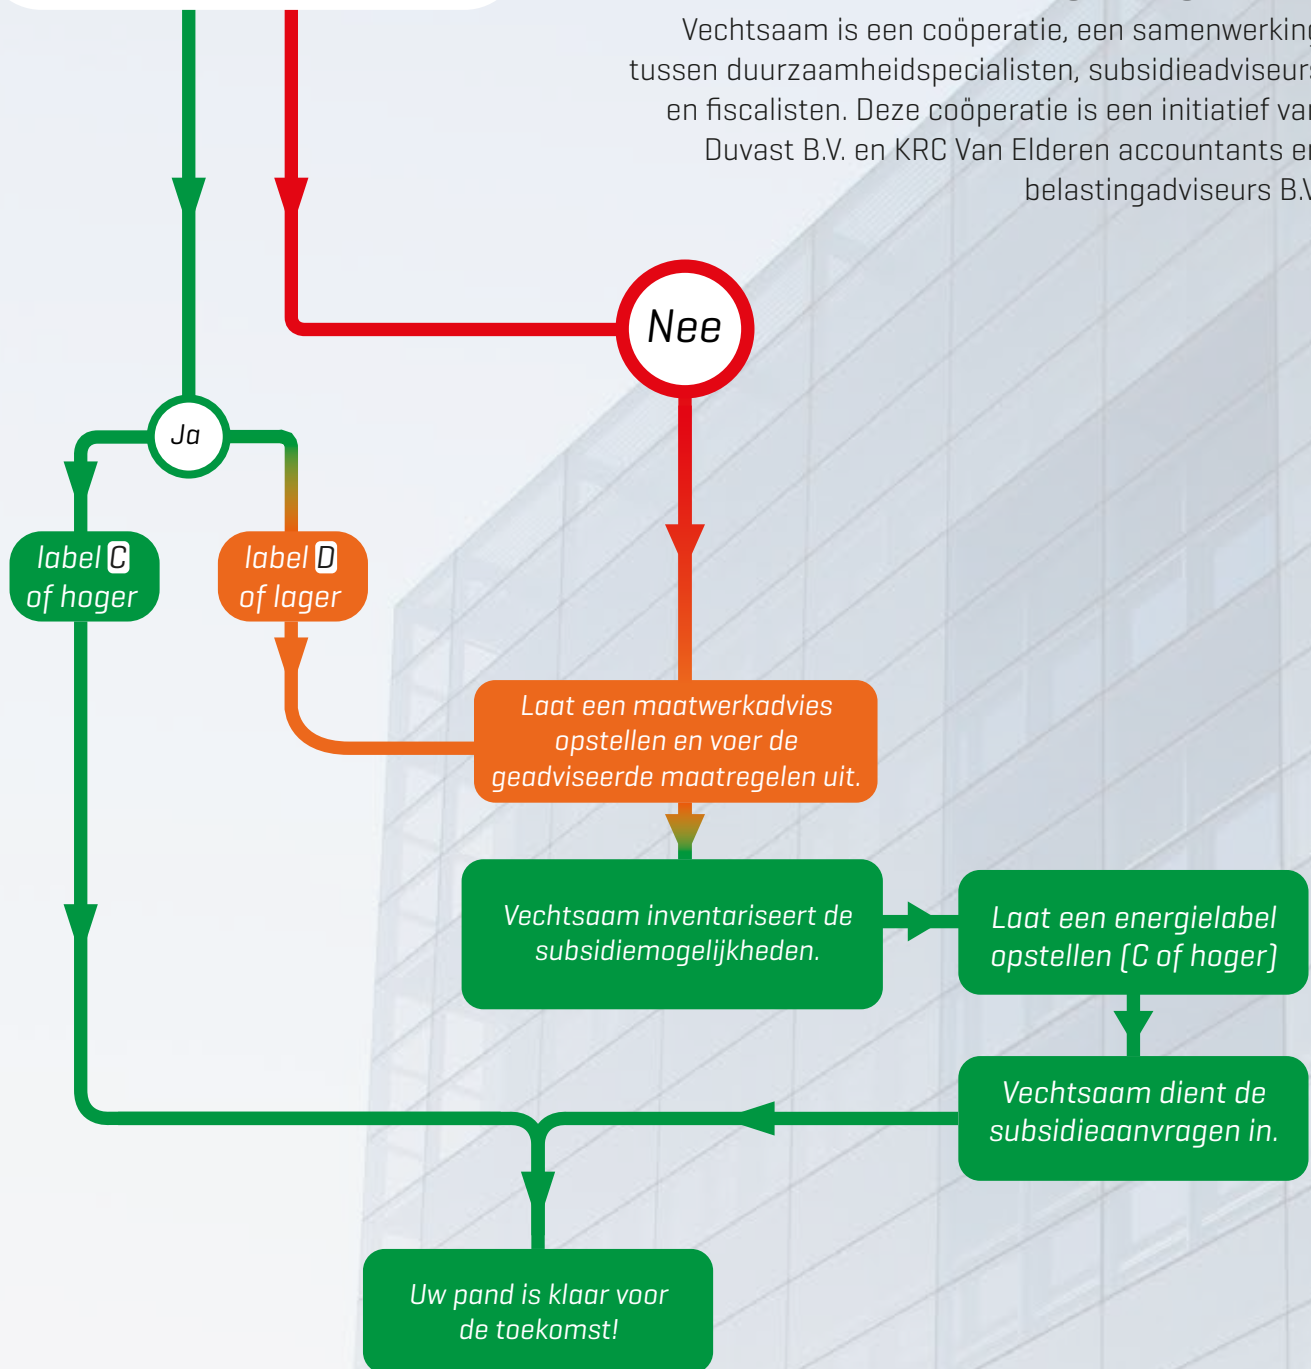 Vechtsaam is een coöperatie, een samenwerking
tussen duurzaamheidspecialisten, subsidieadviseurs
en fiscalisten. Deze coöperatie is een initiatief van
Duvast B.V. en KRC Van Elderen accountants en
belastingadviseurs B.V.
Nee
Ja
label C
of hoger
label D
of lager
Laat een maatwerkadvies
opstellen en voer de
geadviseerde maatregelen uit.
Vechtsaam inventariseert de
subsidiemogelijkheden.
Laat een energielabel
opstellen (C of hoger)
Vechtsaam dient de
subsidieaanvragen in.
Uw pand is klaar voor
de toekomst!